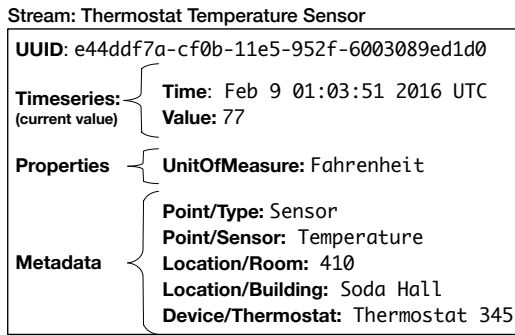 Stream: Thermostat Temperature Sensor
UUID: e44ddf7a-cf0b-11e5-952f-6003089ed1d0
Timeseries:
(current value)
Time: Feb 9 01:03:51 2016 UTC
Value: 77
Properties
UnitOfMeasure: Fahrenheit
Metadata
Point/Type: Sensor
Point/Sensor: Temperature
Location/Room: 410
Location/Building: Soda Hall
Device/Thermostat: Thermostat 345